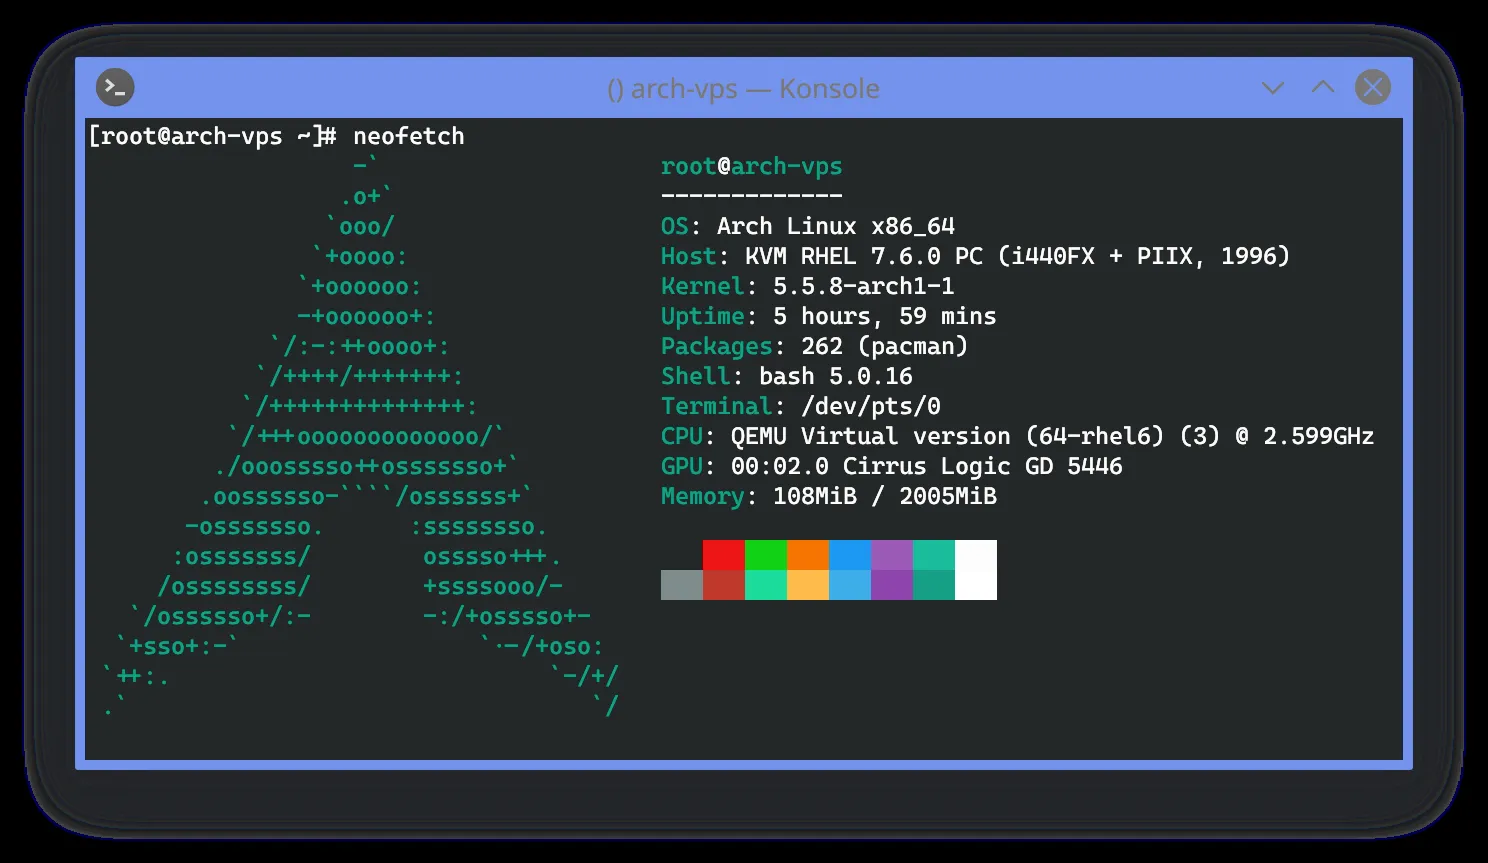 () arch-vps — Konsole
[root@arch-vps ~]# neofetch
                   -`
                  .o+`
                 `ooo/
                `+oooo:
               `+oooooo:
               -+oooooo+:
             `/:-:++oooo+:
            `/++++/+++++++:
           `/++++++++++++++:
          `/+++ooooooooooooo/`
         ./ooosssso++osssssso+`
        .oossssso-````/ossssss+`
       -osssssso.      :ssssssso.
      :osssssss/        osssso+++.
     /ossssssss/        +ssssooo/-
   `/ossssso+/:-        -:/+osssso+-
  `+sso+:-`                 `.-/+oso:
 `++:.                           `-/+/
 .`                                 `/
root@arch-vps
-------------
OS: Arch Linux x86_64
Host: KVM RHEL 7.6.0 PC (i440FX + PIIX, 1996)
Kernel: 5.5.8-arch1-1
Uptime: 5 hours, 59 mins
Packages: 262 (pacman)
Shell: bash 5.0.16
Terminal: /dev/pts/0
CPU: QEMU Virtual version (64-rhel6) (3) @ 2.599GHz
GPU: 00:02.0 Cirrus Logic GD 5446
Memory: 108MiB / 2005MiB